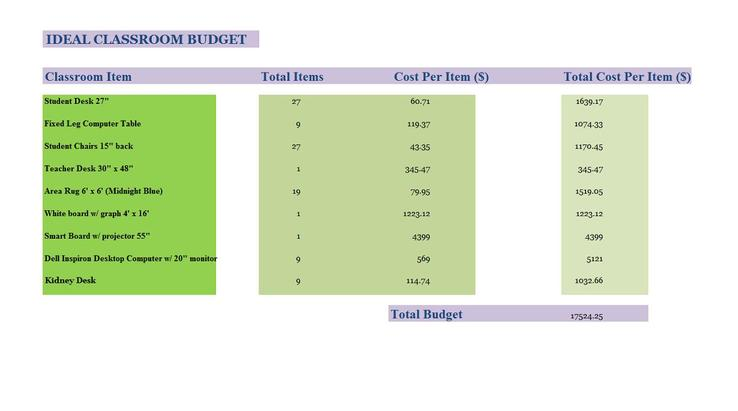 IDEAL CLASSROOM BUDGET
Classroom Item Total Items Cost Per Item ($) Total Cost Per Item ($)
Student Desk 27" 27 60.71 1639.17
Fixed Leg Computer Table 9 119.37 1074.33
Student Chairs 15" back 27 43.35 1170.45
Teacher Desk 30" x 48" 1 345.47 345.47
Area Rug 6' x 6' (Midnight Blue) 19 79.95 1519.05
White board w/ graph 4' x 16' 1 1223.12 1223.12
Smart Board w/ projector 55" 1 4399 4399
Dell Inspiron Desktop Computer w/ 20" monitor 9 569 5121
Kidney Desk 9 114.74 1032.66
Total Budget 17524.25